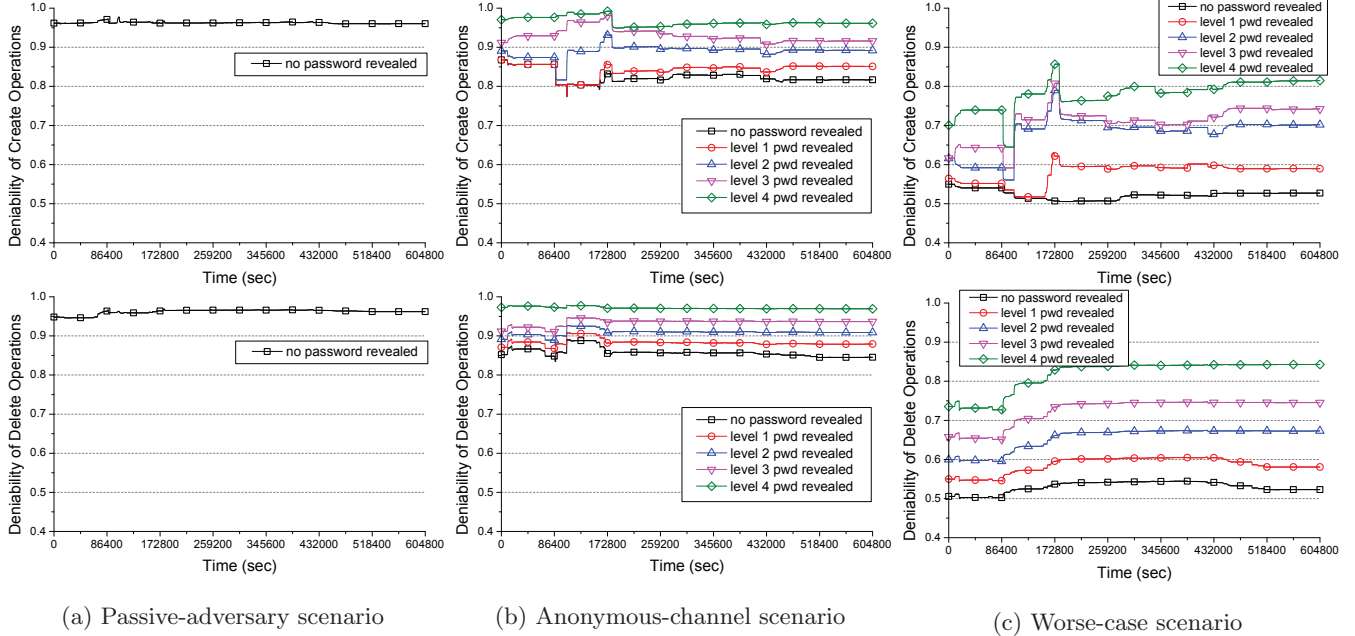 Deniability of Create Operations
1.0
0.9
0.8
0.7
0.6
0.5
0.4
no password revealed
0 86400 172800 259200 345600 432000 518400 604800
Time (sec)
Deniability of Create Operations
1.0
0.9
0.8
0.7
0.6
0.5
0.4
no password revealed
level 1 pwd revealed
level 2 pwd revealed
level 3 pwd revealed
level 4 pwd revealed
0 86400 172800 259200 345600 432000 518400 604800
Time (sec)
Deniability of Create Operations
1.0
0.9
0.8
0.7
0.6
0.5
0.4
no password revealed
level 1 pwd revealed
level 2 pwd revealed
level 3 pwd revealed
level 4 pwd revealed
0 86400 172800 259200 345600 432000 518400 604800
Time (sec)
Deniability of Delete Operations
1.0
0.9
0.8
0.7
0.6
0.5
0.4
no password revealed
0 86400 172800 259200 345600 432000 518400 604800
Time (sec)
Deniability of Delete Operations
1.0
0.9
0.8
0.7
0.6
0.5
0.4
no password revealed
level 1 pwd revealed
level 2 pwd revealed
level 3 pwd revealed
level 4 pwd revealed
0 86400 172800 259200 345600 432000 518400 604800
Time (sec)
Deniability of Delete Operations
1.0
0.9
0.8
0.7
0.6
0.5
0.4
no password revealed
level 1 pwd revealed
level 2 pwd revealed
level 3 pwd revealed
level 4 pwd revealed
0 86400 172800 259200 345600 432000 518400 604800
Time (sec)
(a) Passive-adversary scenario
(b) Anonymous-channel scenario
(c) Worse-case scenario